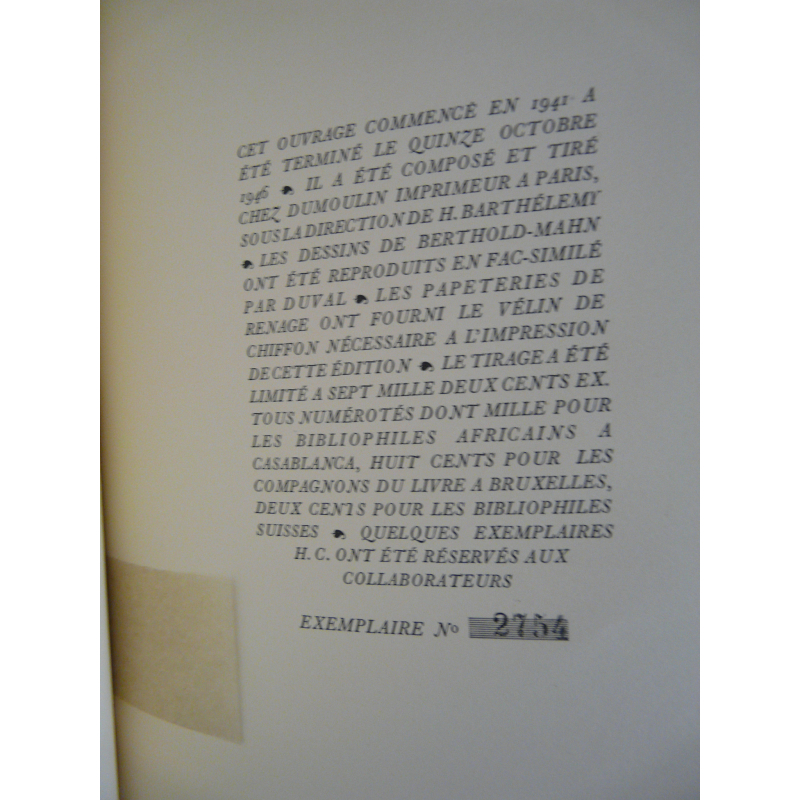 CET OUVRAGE COMMENCÉ EN 1941 A
ÉTÉ TERMINÉ LE QUINZE OCTOBRE
1946 ❧ IL A ÉTÉ COMPOSÉ ET TIRÉ
CHEZ DUMOULIN IMPRIMEUR A PARIS,
SOUS LA DIRECTION DE H. BARTHÉLEMY
❧ LES DESSINS DE BERTHOLD-MAHN
ONT ÉTÉ REPRODUITS EN FAC-SIMILÉ
PAR DUVAL ❧ LES PAPETERIES DE
RENAGE ONT FOURNI LE VÉLIN DE
CHIFFON NÉCESSAIRE A L'IMPRESSION
DE CETTE ÉDITION ❧ LE TIRAGE A ÉTÉ
LIMITÉ A SEPT MILLE DEUX CENTS EX.
TOUS NUMÉROTÉS DONT MILLE POUR
LES BIBLIOPHILES AFRICAINS A
CASABLANCA, HUIT CENTS POUR LES
COMPAGNONS DU LIVRE A BRUXELLES,
DEUX CENTS POUR LES BIBLIOPHILES
SUISSES ❧ QUELQUES EXEMPLAIRES
H. C. ONT ÉTÉ RÉSERVÉS AUX
COLLABORATEURS
EXEMPLAIRE Nº 2754